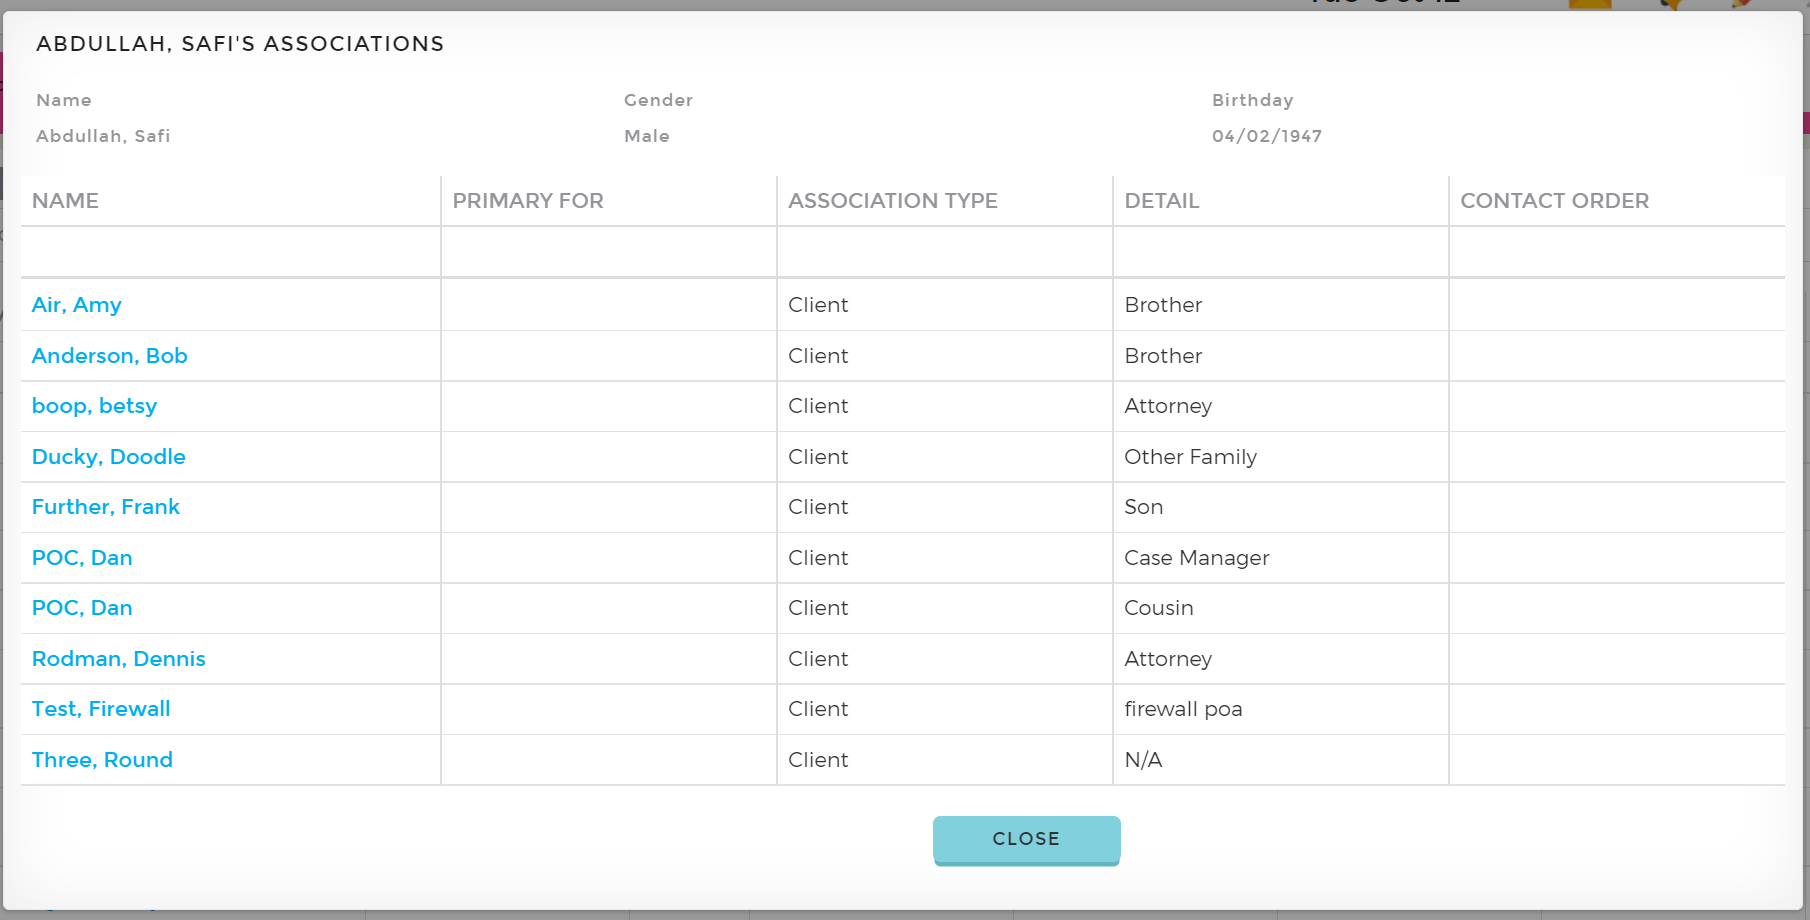 ABDULLAH, SAFI'S ASSOCIATIONS
Name Gender Birthday
Abdullah, Safi Male 04/02/1947
NAME PRIMARY FOR ASSOCIATION TYPE DETAIL CONTACT ORDER
Air, Amy Client Brother
Anderson, Bob Client Brother
boop, betsy Client Attorney
Ducky, Doodle Client Other Family
Further, Frank Client Son
POC, Dan Client Case Manager
POC, Dan Client Cousin
Rodman, Dennis Client Attorney
Test, Firewall Client firewall poa
Three, Round Client N/A
CLOSE